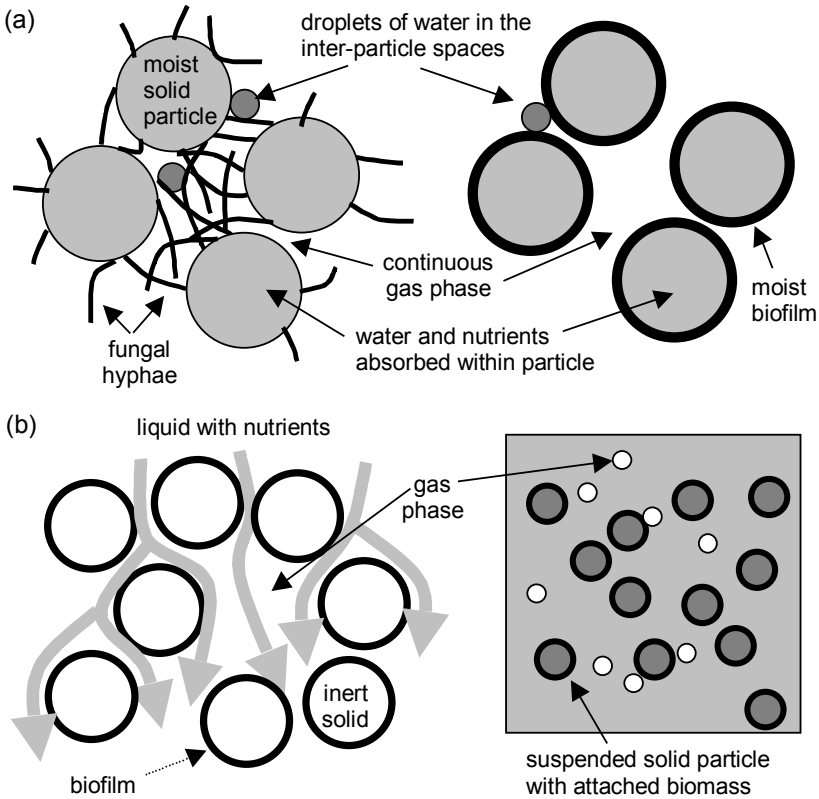 (a)
droplets of water in the
inter-particle spaces
moist
solid
particle
continuous
gas phase
moist
biofilm
fungal
hyphae
water and nutrients
absorbed within particle
(b)
liquid with nutrients
gas
phase
inert
solid
biofilm
suspended solid particle
with attached biomass